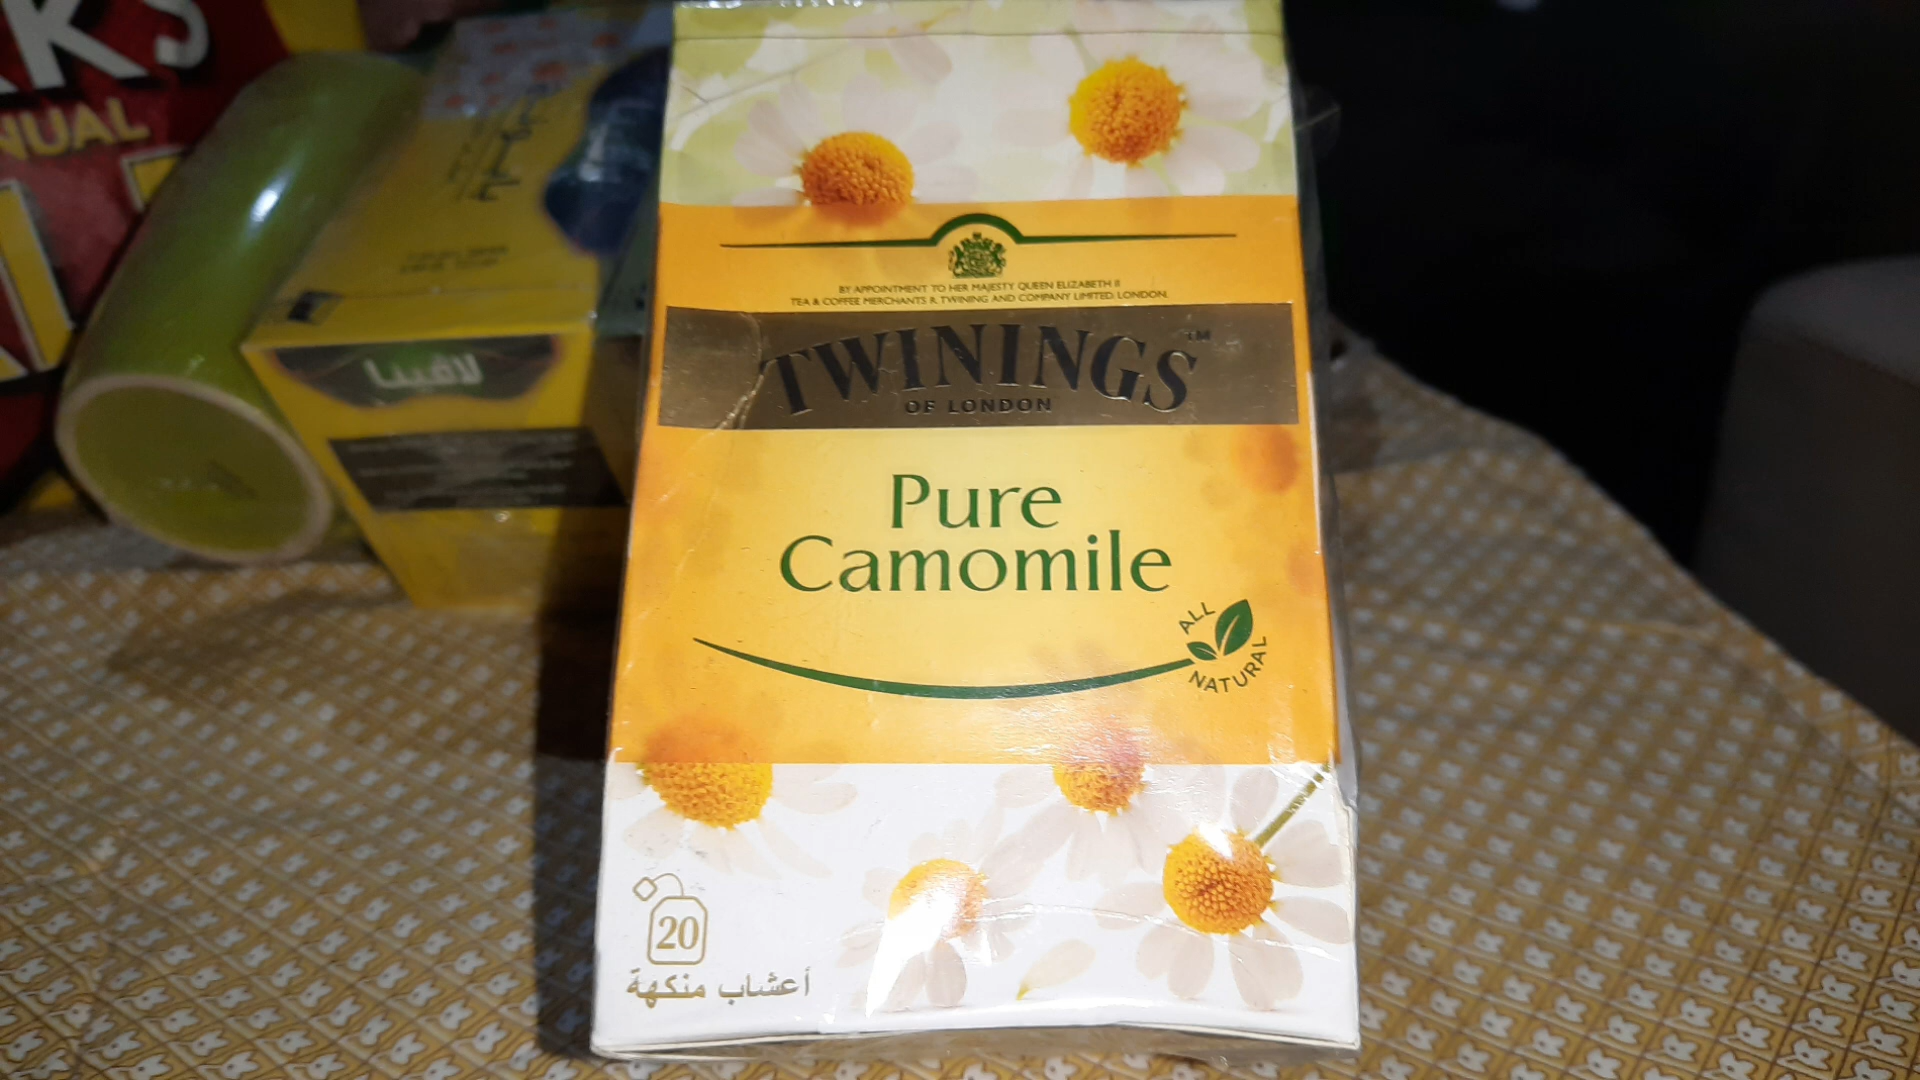 NUAL
لافينا
BY APPOINTMENT TO HER MAJESTY QUEEN ELIZABETH II
TEA & COFFEE MERCHANTS R. TWINING AND COMPANY LIMITED. LONDON.
TWININGS™
OF LONDON
Pure
Camomile
ALL
NATURAL
20
أعشاب منكهة